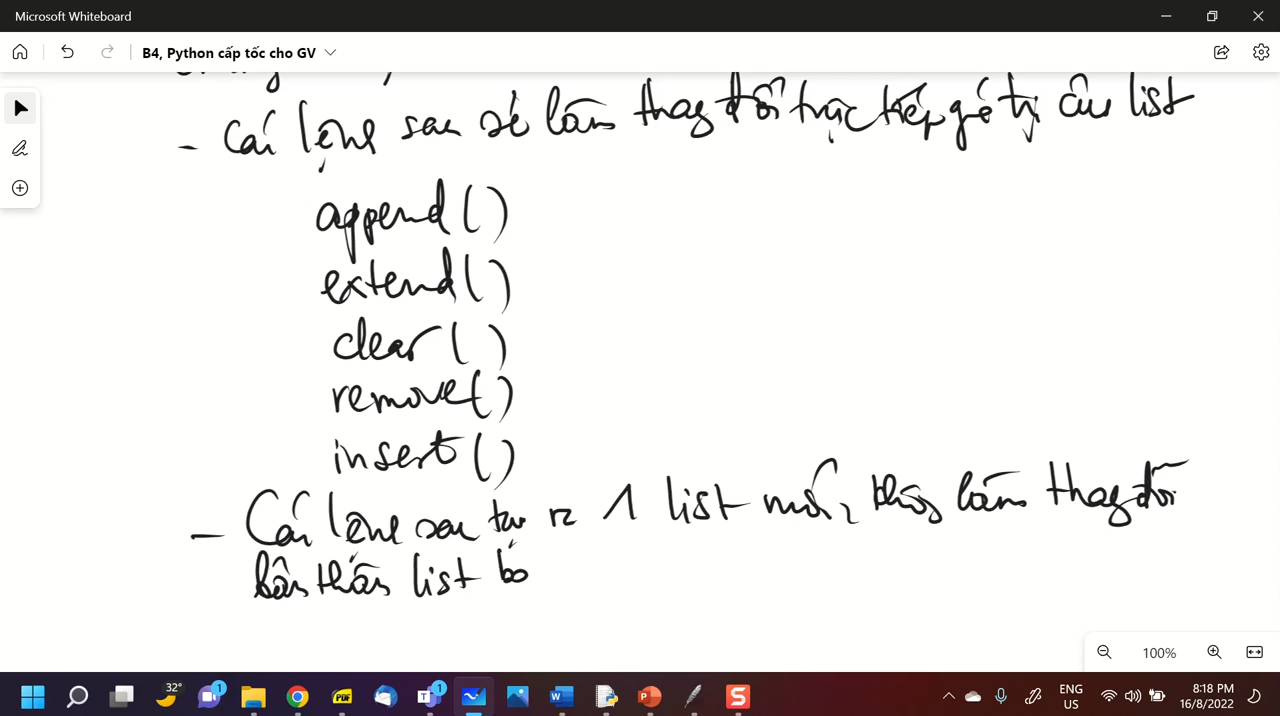 Microsoft Whiteboard
B4, Python cấp tốc cho GV
- Các lệnh sau sẽ làm thay đổi trực tiếp giá trị của list
append()
extend()
clear()
remove()
insert()
- Các lệnh sau tạo ra 1 list mới, không làm thay đổi
bản thân list
100%
32°
1
1
ENG
US
8:18 PM
16/8/2022